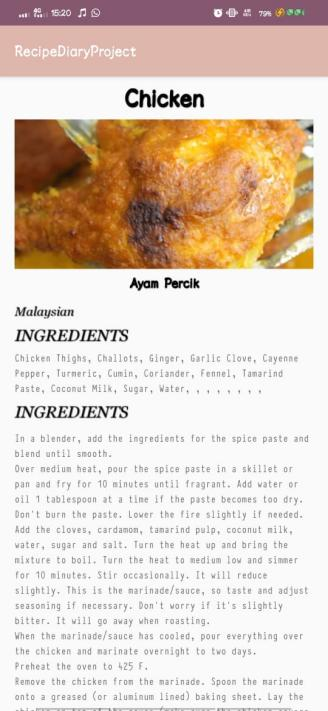 4G 15:20 79%
RecipeDiaryProject
Chicken
Ayam Percik
Malaysian
INGREDIENTS
Chicken Thighs, Challots, Ginger, Garlic Clove, Cayenne
Pepper, Turmeric, Cumin, Coriander, Fennel, Tamarind
Paste, Coconut Milk, Sugar, Water, , , , , , , ,
INGREDIENTS
In a blender, add the ingredients for the spice paste and
blend until smooth.
Over medium heat, pour the spice paste in a skillet or
pan and fry for 10 minutes until fragrant. Add water or
oil 1 tablespoon at a time if the paste becomes too dry.
Don't burn the paste. Lower the fire slightly if needed.
Add the cloves, cardamom, tamarind pulp, coconut milk,
water, sugar and salt. Turn the heat up and bring the
mixture to boil. Turn the heat to medium low and simmer
for 10 minutes. Stir occasionally. It will reduce
slightly. This is the marinade/sauce, so taste and adjust
seasoning if necessary. Don't worry if it's slightly
bitter. It will go away when roasting.
When the marinade/sauce has cooled, pour everything over
the chicken and marinate overnight to two days.
Preheat the oven to 425 F.
Remove the chicken from the marinade. Spoon the marinade
onto a greased (or aluminum lined) baking sheet. Lay the